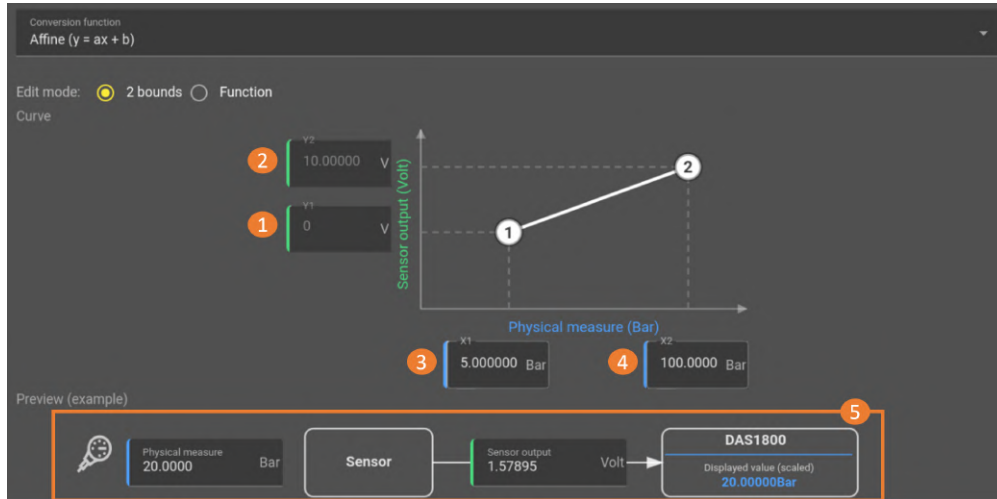 Conversion function
Affine (y = ax + b)
Edit mode: 2 bounds Function
Curve
2
Y2
10.00000 V
1
Y1
0 V
Sensor output (Volt)
2
1
Physical measure (Bar)
3
X1
5.000000 Bar
4
X2
100.0000 Bar
Preview (example)
5
Physical measure
20.0000 Bar
Sensor
Sensor output
1.57895 Volt
DAS1800
Displayed value (scaled)
20.00000Bar